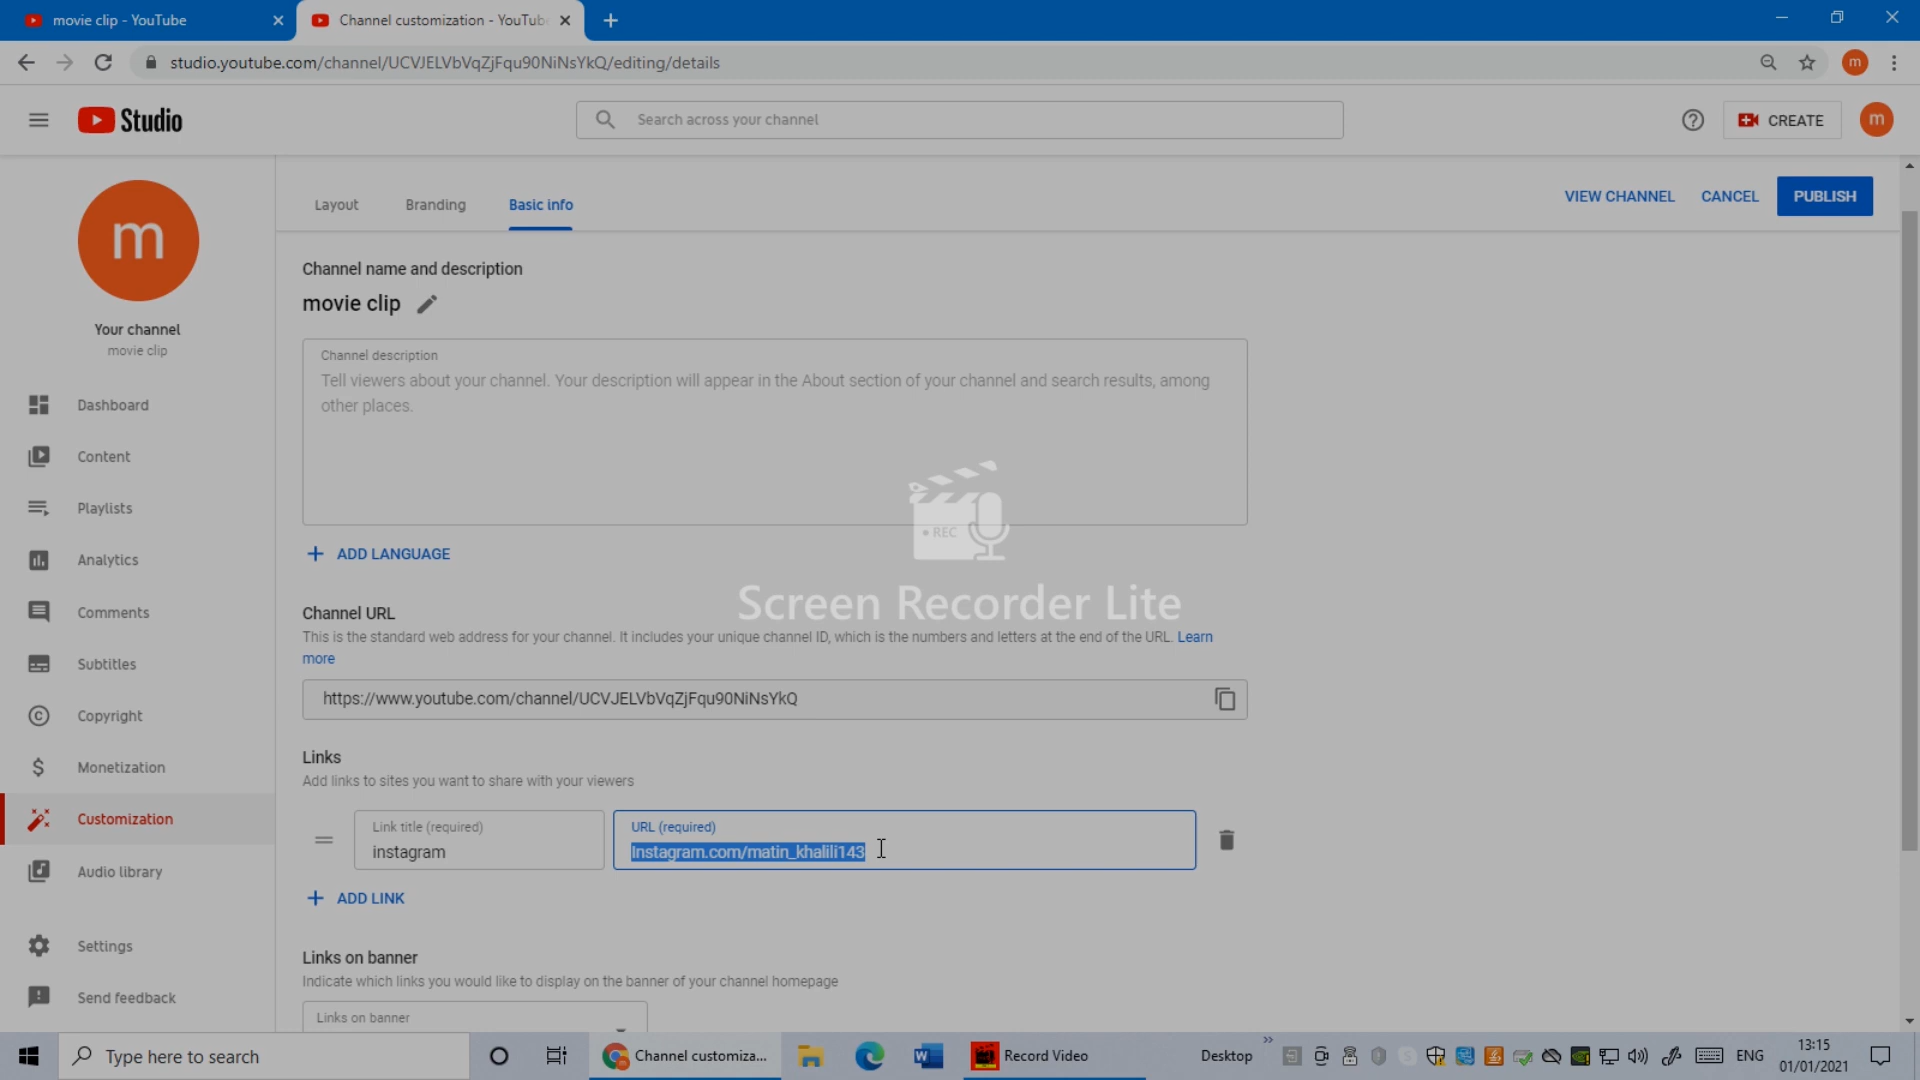 movie clip - YouTube
Channel customization - YouTub
studio.youtube.com/channel/UCVJELVbVqZjFqu90NiNsYkQ/editing/details
m
Studio
Search across your channel
CREATE
m
m
Your channel
movie clip
Dashboard
Content
Playlists
Analytics
Comments
Subtitles
Copyright
Monetization
Customization
Audio library
Settings
Send feedback
Layout
Branding
Basic info
VIEW CHANNEL
CANCEL
PUBLISH
Channel name and description
movie clip
Channel description
Tell viewers about your channel. Your description will appear in the About section of your channel and search results, among
other places.
ADD LANGUAGE
REC
Screen Recorder Lite
Channel URL
This is the standard web address for your channel. It includes your unique channel ID, which is the numbers and letters at the end of the URL. Learn
more
https://www.youtube.com/channel/UCVJELVbVqZjFqu90NiNsYkQ
Links
Add links to sites you want to share with your viewers
Link title (required)
instagram
URL (required)
Instagram.com/matin_khalili143
ADD LINK
Links on banner
Indicate which links you would like to display on the banner of your channel homepage
Links on banner
Type here to search
Channel customiza...
Record Video
Desktop
ENG
13:15
01/01/2021